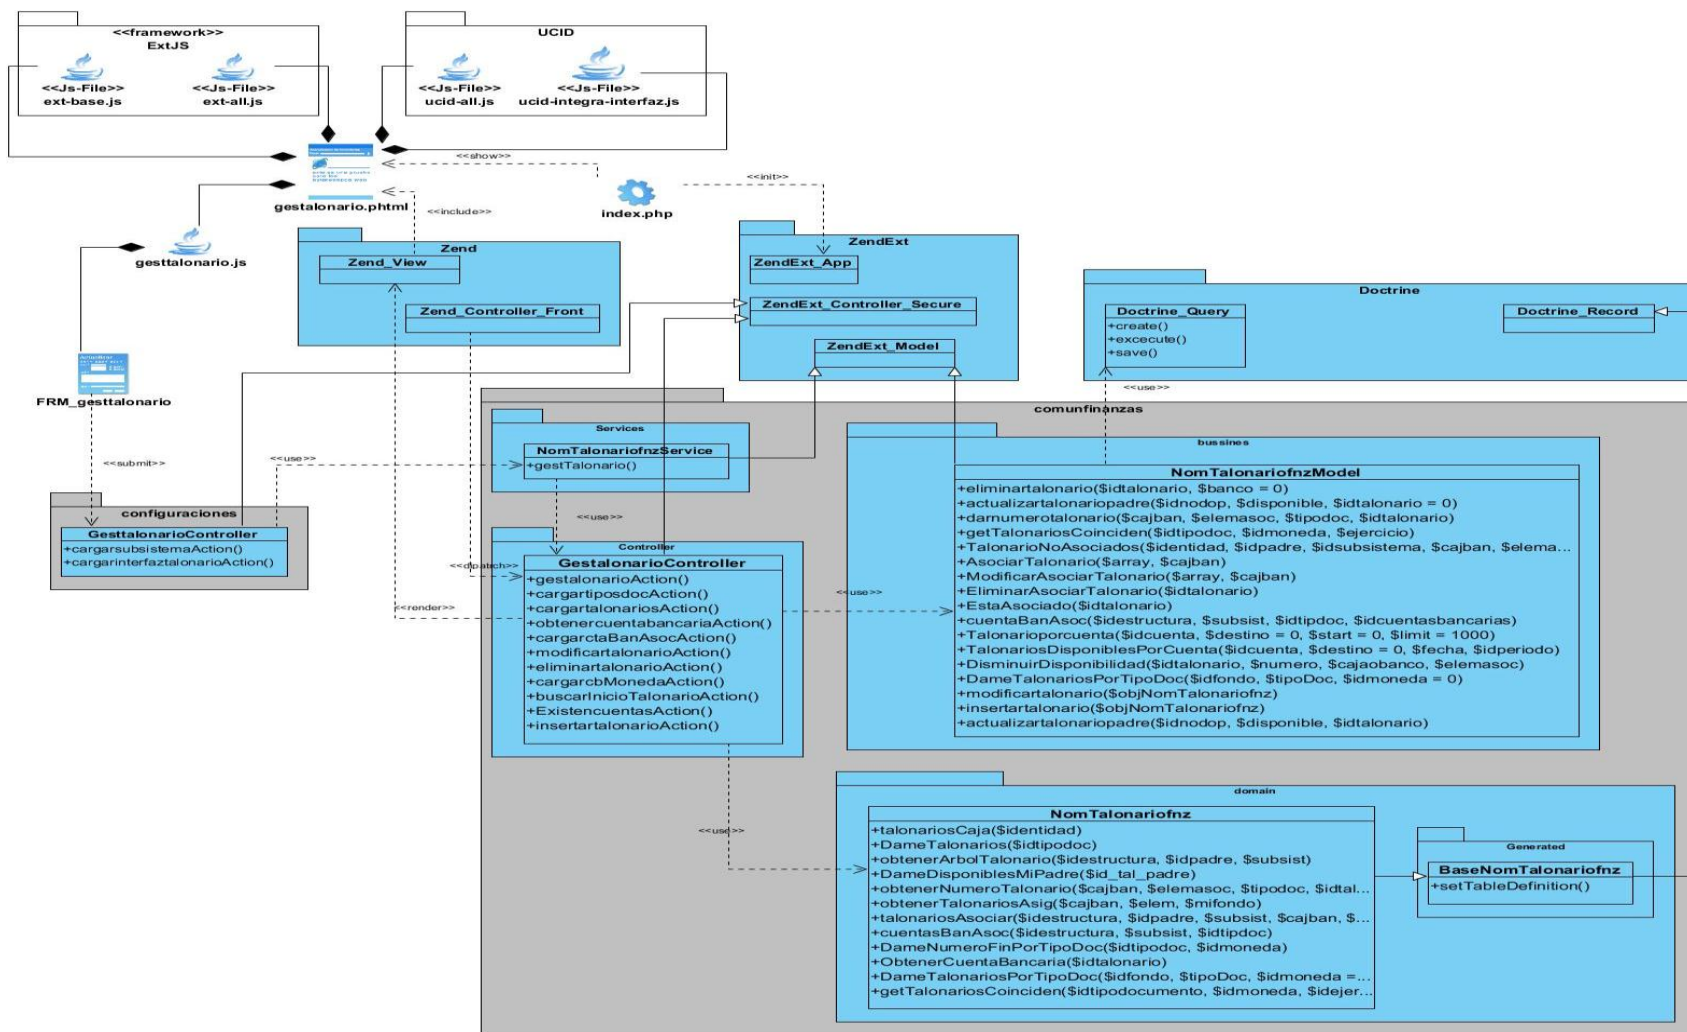 <<framework>>
ExtJS
<<Js-File>>
ext-base.js
<<Js-File>>
ext-all.js
UCID
<<Js-File>>
ucid-all.js
<<Js-File>>
ucid-integra-interfaz.js
<<show>>
gestalonario.phtml
<<include>>
index.php
<<init>>
gesttalonario.js
Zend
Zend_View
Zend_Controller_Front
ZendExt
ZendExt_App
ZendExt_Controller_Secure
ZendExt_Model
Doctrine
Doctrine_Query
+create()
+excecute()
+save()
Doctrine_Record
<<use>>
FRM_gesttalonario
<<submit>>
<<use>>
configuraciones
GesttalonarioController
+cargarsubsistemaAction()
+cargarinterfaztalonarioAction()
comunfinanzas
Services
NomTalonariofnzService
+gestTalonario()
<<use>>
Controller
<<dipatch>>
<<render>>
GestalonarioController
+gestalonarioAction()
+cargartiposdocAction()
+cargartalonariosAction()
+obtenercuentabancariaAction()
+cargarctaBanAsocAction()
+modificartalonarioAction()
+eliminartalonarioAction()
+cargarcbMonedaAction()
+buscarInicioTalonarioAction()
+ExistencuentasAction()
+insertartalonarioAction()
<<use>>
<<use>>
bussines
NomTalonariofnzModel
+eliminartalonario($idtalonario, $banco = 0)
+actualizartalonariopadre($idnodop, $disponible, $idtalonario = 0)
+darnumerotalonario($cajban, $elemasoc, $tipodoc, $idtalonario)
+getTalonariosCoinciden($idtipodoc, $idmoneda, $ejercicio)
+TalonarioNoAsociados($identidad, $idpadre, $idsubsistema, $cajban, $elema...
+AsociarTalonario($array, $cajban)
+ModificarAsociarTalonario($array, $cajban)
+EliminarAsociarTalonario($idtalonario)
+EstaAsociado($idtalonario)
+cuentaBanAsoc($idestructura, $subsist, $idtipdoc, $idcuentasbancarias)
+Talonarioporcuenta($idcuenta, $destino = 0, $start = 0, $limit = 1000)
+TalonariosDisponiblesPorCuenta($idcuenta, $destino = 0, $fecha, $idperiodo)
+DisminuirDisponibilidad($idtalonario, $numero, $cajaobanco, $elemasoc)
+DameTalonariosPorTipoDoc($idfondo, $tipoDoc, $idmoneda = 0)
+modificartalonario($objNomTalonariofnz)
+insertartalonario($objNomTalonariofnz)
+actualizartalonariopadre($idnodop, $disponible, $idtalonario)
domain
NomTalonariofnz
+talonariosCaja($identidad)
+DameTalonarios($idtipodoc)
+obtenerArbolTalonario($idestructura, $idpadre, $subsist)
+DameDisponiblesMiPadre($id_tal_padre)
+obtenerNumeroTalonario($cajban, $elemasoc, $tipodoc, $idtal...
+obtenerTalonariosAsig($cajban, $elem, $mifondo)
+talonariosAsociar($idestructura, $idpadre, $subsist, $cajban, $...
+cuentasBanAsoc($idestructura, $subsist, $idtipdoc)
+DameNumeroFinPorTipoDoc($idtipodoc, $idmoneda)
+ObtenerCuentaBancaria($idtalonario)
+DameTalonariosPorTipoDoc($idfondo, $tipoDoc, $idmoneda =...
+getTalonariosCoinciden($idtipodocumento, $idmoneda, $idejer...
Generated
BaseNomTalonariofnz
+setTableDefinition()